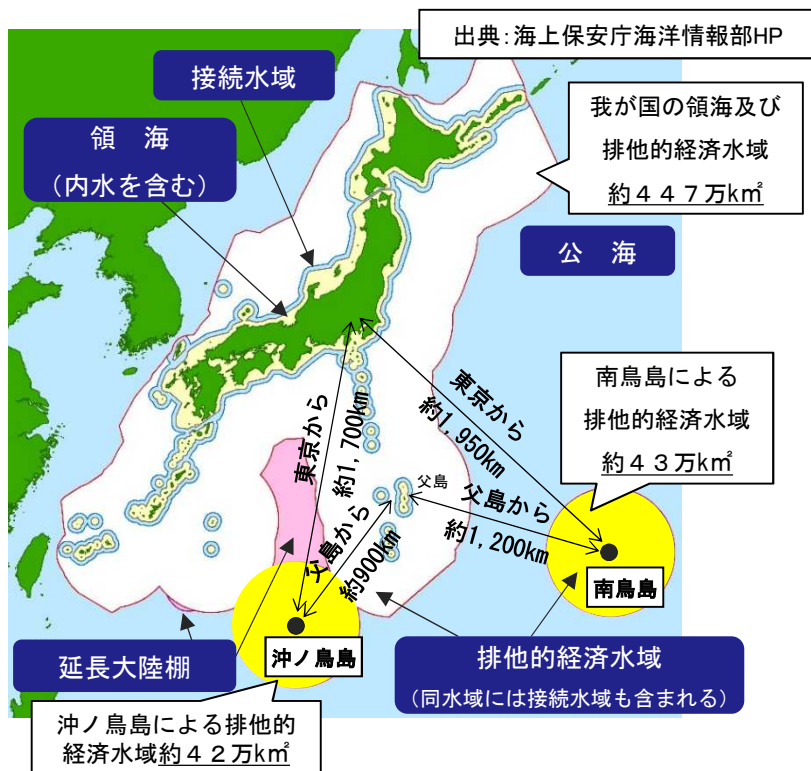 出典：海上保安庁海洋情報部HP
接続水域
我が国の領海及び
排他的経済水域
約４４７万k㎡
領　海
（内水を含む）
公　海
南鳥島による
排他的経済水域
約４３万k㎡
東京から
約1,950km
東京から
約1,700km
父島
父島から
約1,200km
父島から
約900km
南鳥島
沖ノ鳥島
延長大陸棚
排他的経済水域
（同水域には接続水域も含まれる）
沖ノ鳥島による排他的
経済水域約４２万k㎡